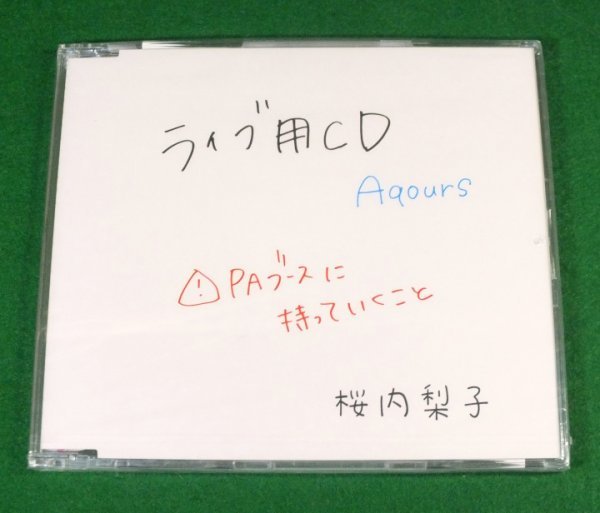 ライブ用CD
Aqours
⚠PAブースに
持っていくこと
桜内梨子